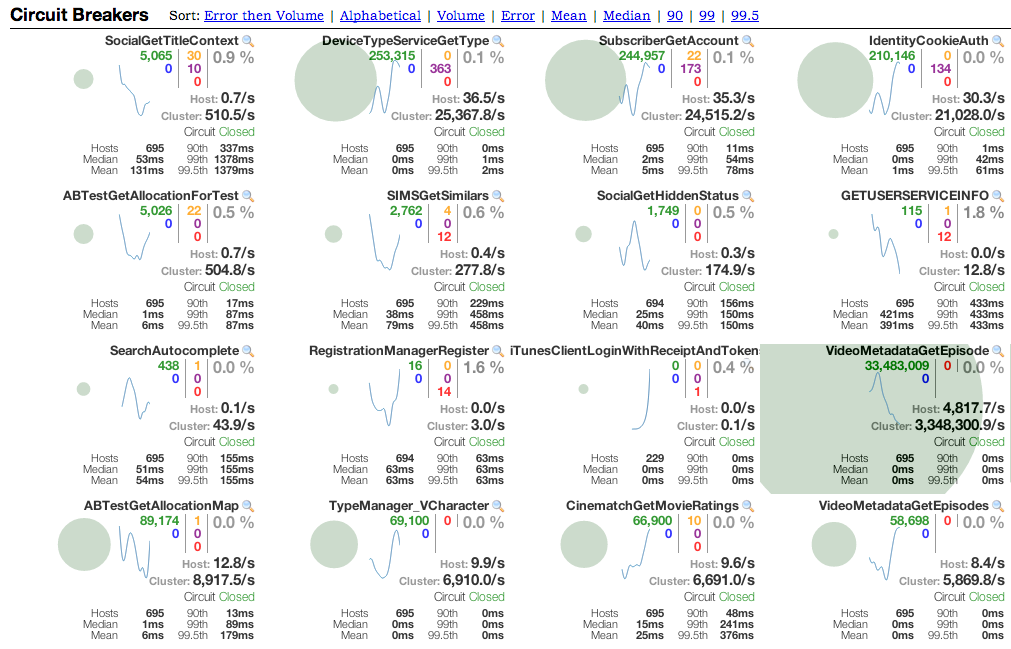 Circuit Breakers Sort: Error then Volume | Alphabetical | Volume | Error | Mean | Median | 90 | 99 | 99.5
SocialGetTitleContext
5,065 30 0.9 %
0 10
0
Host: 0.7/s
Cluster: 510.5/s
Circuit Closed
Hosts 695 90th 337ms
Median 53ms 99th 1378ms
Mean 131ms 99.5th 1379ms
DeviceTypeServiceGetType
253,315 0 0.1 %
0 363
0
Host: 36.5/s
Cluster: 25,367.8/s
Circuit Closed
Hosts 695 90th 0ms
Median 0ms 99th 1ms
Mean 0ms 99.5th 2ms
SubscriberGetAccount
244,957 22 0.1 %
0 173
0
Host: 35.3/s
Cluster: 24,515.2/s
Circuit Closed
Hosts 695 90th 11ms
Median 2ms 99th 54ms
Mean 5ms 99.5th 78ms
IdentityCookieAuth
210,146 0 0.0 %
0 134
0
Host: 30.3/s
Cluster: 21,028.0/s
Circuit Closed
Hosts 695 90th 1ms
Median 0ms 99th 42ms
Mean 1ms 99.5th 61ms
ABTestGetAllocationForTest
5,026 22 0.5 %
0 0
0
Host: 0.7/s
Cluster: 504.8/s
Circuit Closed
Hosts 695 90th 17ms
Median 1ms 99th 87ms
Mean 6ms 99.5th 87ms
SIMSGetSimilars
2,762 4 0.6 %
0 0
12
Host: 0.4/s
Cluster: 277.8/s
Circuit Closed
Hosts 695 90th 229ms
Median 38ms 99th 458ms
Mean 79ms 99.5th 458ms
SocialGetHiddenStatus
1,749 0 0.5 %
0 0
0
Host: 0.3/s
Cluster: 174.9/s
Circuit Closed
Hosts 694 90th 156ms
Median 25ms 99th 150ms
Mean 40ms 99.5th 150ms
GETUSERSERVICEINFO
115 1 1.8 %
0 0
12
Host: 0.0/s
Cluster: 12.8/s
Circuit Closed
Hosts 695 90th 433ms
Median 421ms 99th 433ms
Mean 391ms 99.5th 433ms
SearchAutocomplete
438 1 0.0 %
0 0
0
Host: 0.1/s
Cluster: 43.9/s
Circuit Closed
Hosts 695 90th 155ms
Median 51ms 99th 155ms
Mean 54ms 99.5th 155ms
RegistrationManagerRegister
16 0 1.6 %
0 0
14
Host: 0.0/s
Cluster: 3.0/s
Circuit Closed
Hosts 694 90th 63ms
Median 63ms 99th 63ms
Mean 63ms 99.5th 63ms
iTunesClientLoginWithReceiptAndToken
0 0 0.4 %
0 0
1
Host: 0.0/s
Cluster: 0.1/s
Circuit Closed
Hosts 229 90th 0ms
Median 0ms 99th 0ms
Mean 0ms 99.5th 0ms
VideoMetadataGetEpisode
33,483,009 0 0.0 %
0
Host: 4,817.7/s
Cluster: 3,348,300.9/s
Circuit Closed
Hosts 695 90th 0ms
Median 0ms 99th 0ms
Mean 0ms 99.5th 0ms
ABTestGetAllocationMap
89,174 1 0.0 %
0 0
0
Host: 12.8/s
Cluster: 8,917.5/s
Circuit Closed
Hosts 695 90th 13ms
Median 1ms 99th 89ms
Mean 6ms 99.5th 179ms
TypeManager_VCharacter
69,100 0 0.0 %
0
Host: 9.9/s
Cluster: 6,910.0/s
Circuit Closed
Hosts 695 90th 0ms
Median 0ms 99th 0ms
Mean 0ms 99.5th 0ms
CinematchGetMovieRatings
66,900 10 0.0 %
0 0
0
Host: 9.6/s
Cluster: 6,691.0/s
Circuit Closed
Hosts 695 90th 48ms
Median 15ms 99th 241ms
Mean 25ms 99.5th 376ms
VideoMetadataGetEpisodes
58,698 0 0.0 %
0
Host: 8.4/s
Cluster: 5,869.8/s
Circuit Closed
Hosts 695 90th 0ms
Median 0ms 99th 0ms
Mean 0ms 99.5th 0ms